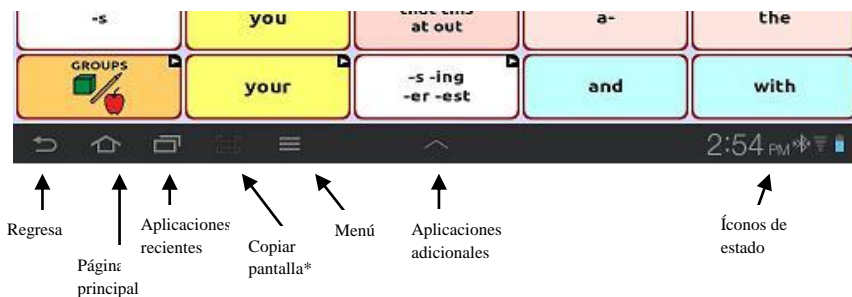 -s
you
that this
at out
a-
the
GROUPS
your
-s -ing
-er -est
and
with
2:54 PM
Regresa
Página
principal
Aplicaciones
recientes
Copiar
pantalla*
Menú
Aplicaciones
adicionales
Íconos de
estado